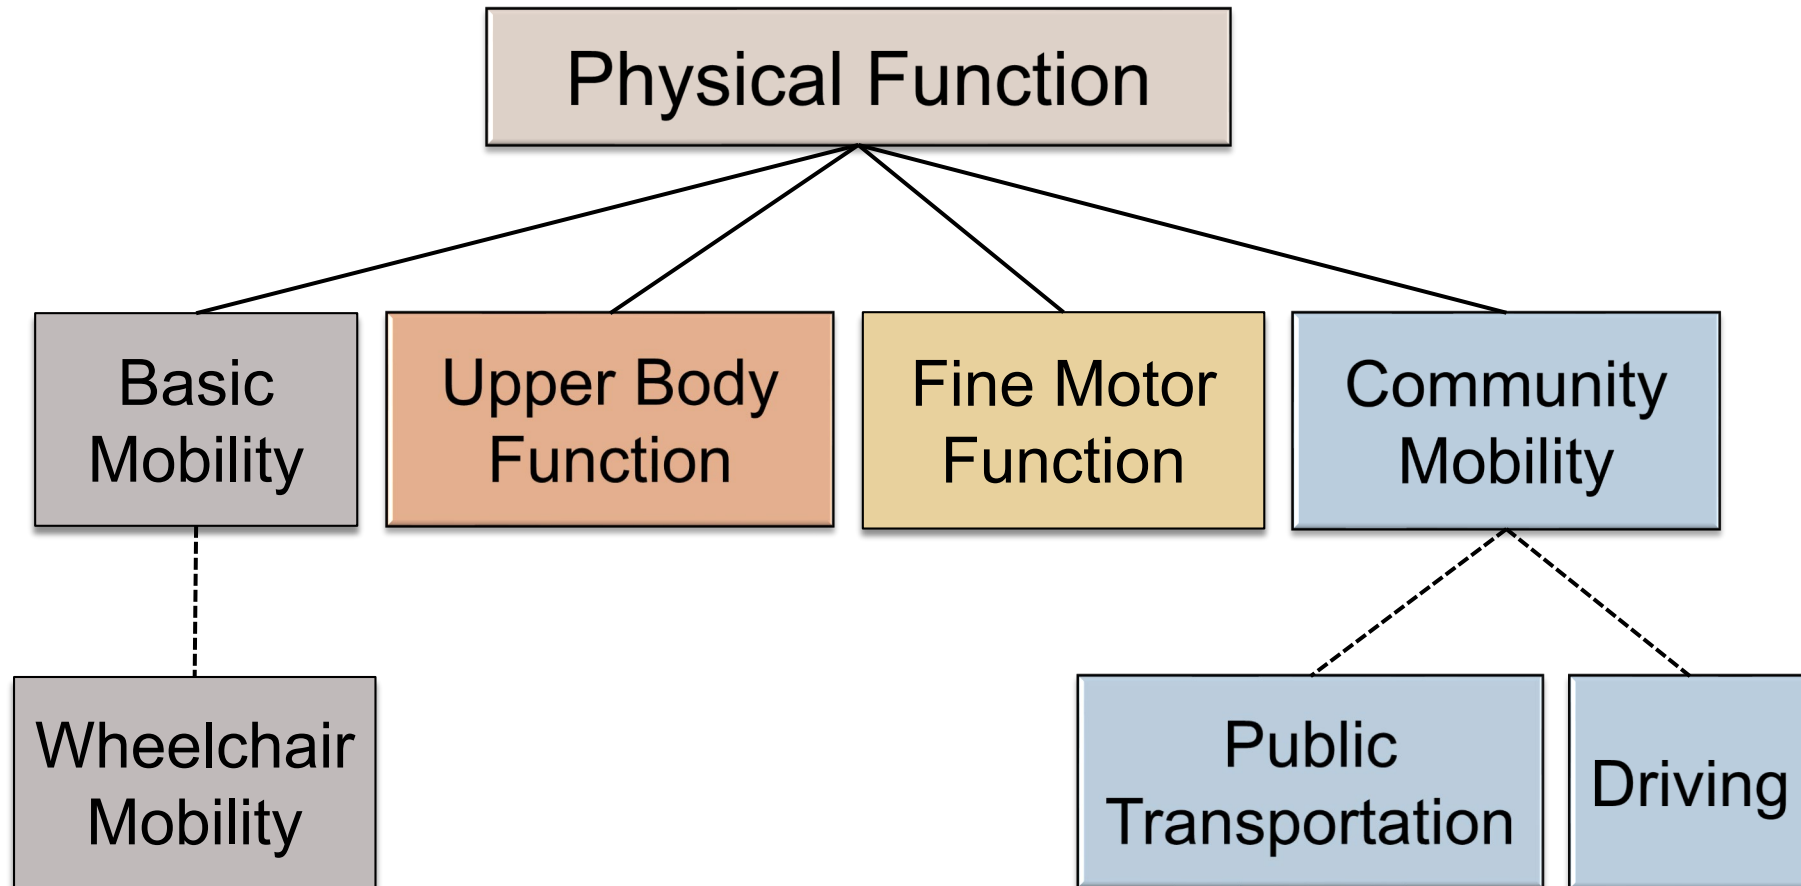 Physical Function
Basic
Mobility
Upper Body
Function
Fine Motor
Function
Community
Mobility
Wheelchair
Mobility
Public
Transportation
Driving